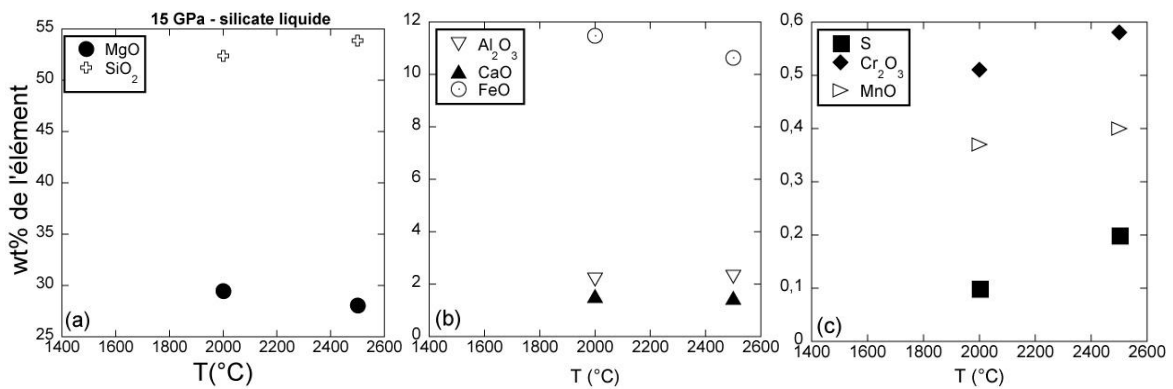 15 GPa - silicate liquide
wt% de l'élément
55
50
45
40
35
30
25
MgO
SiO2
(a)
1400 1600 1800 2000 2200 2400 2600
T(°C)
12
10
8
6
4
2
0
Al2O3
CaO
FeO
(b)
1400 1600 1800 2000 2200 2400 2600
T (°C)
0,6
0,5
0,4
0,3
0,2
0,1
0
S
Cr2O3
MnO
(c)
1400 1600 1800 2000 2200 2400 2600
T (°C)